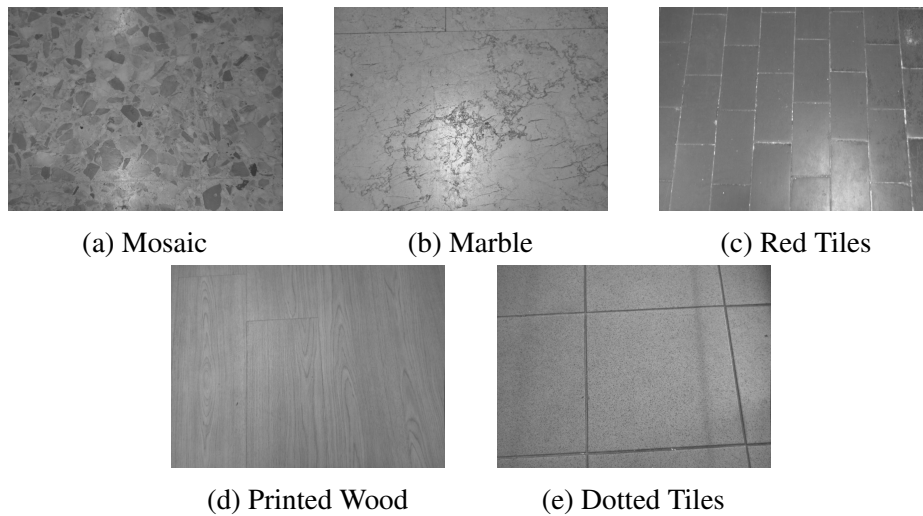 (a) Mosaic
(b) Marble
(c) Red Tiles
(d) Printed Wood
(e) Dotted Tiles